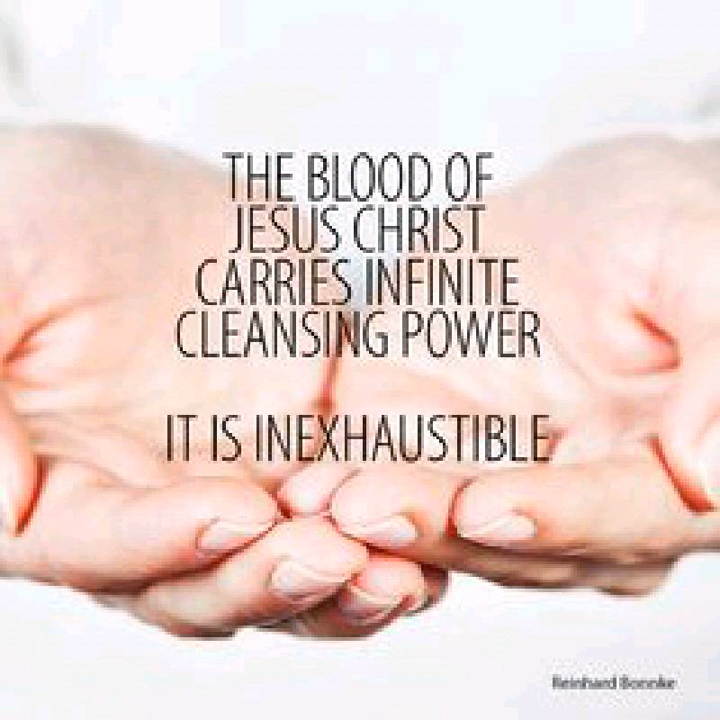 THE BLOOD OF
JESUS CHRIST
CARRIES INFINITE
CLEANSING POWER
IT IS INEXHAUSTIBLE
Reinhard Bonnke